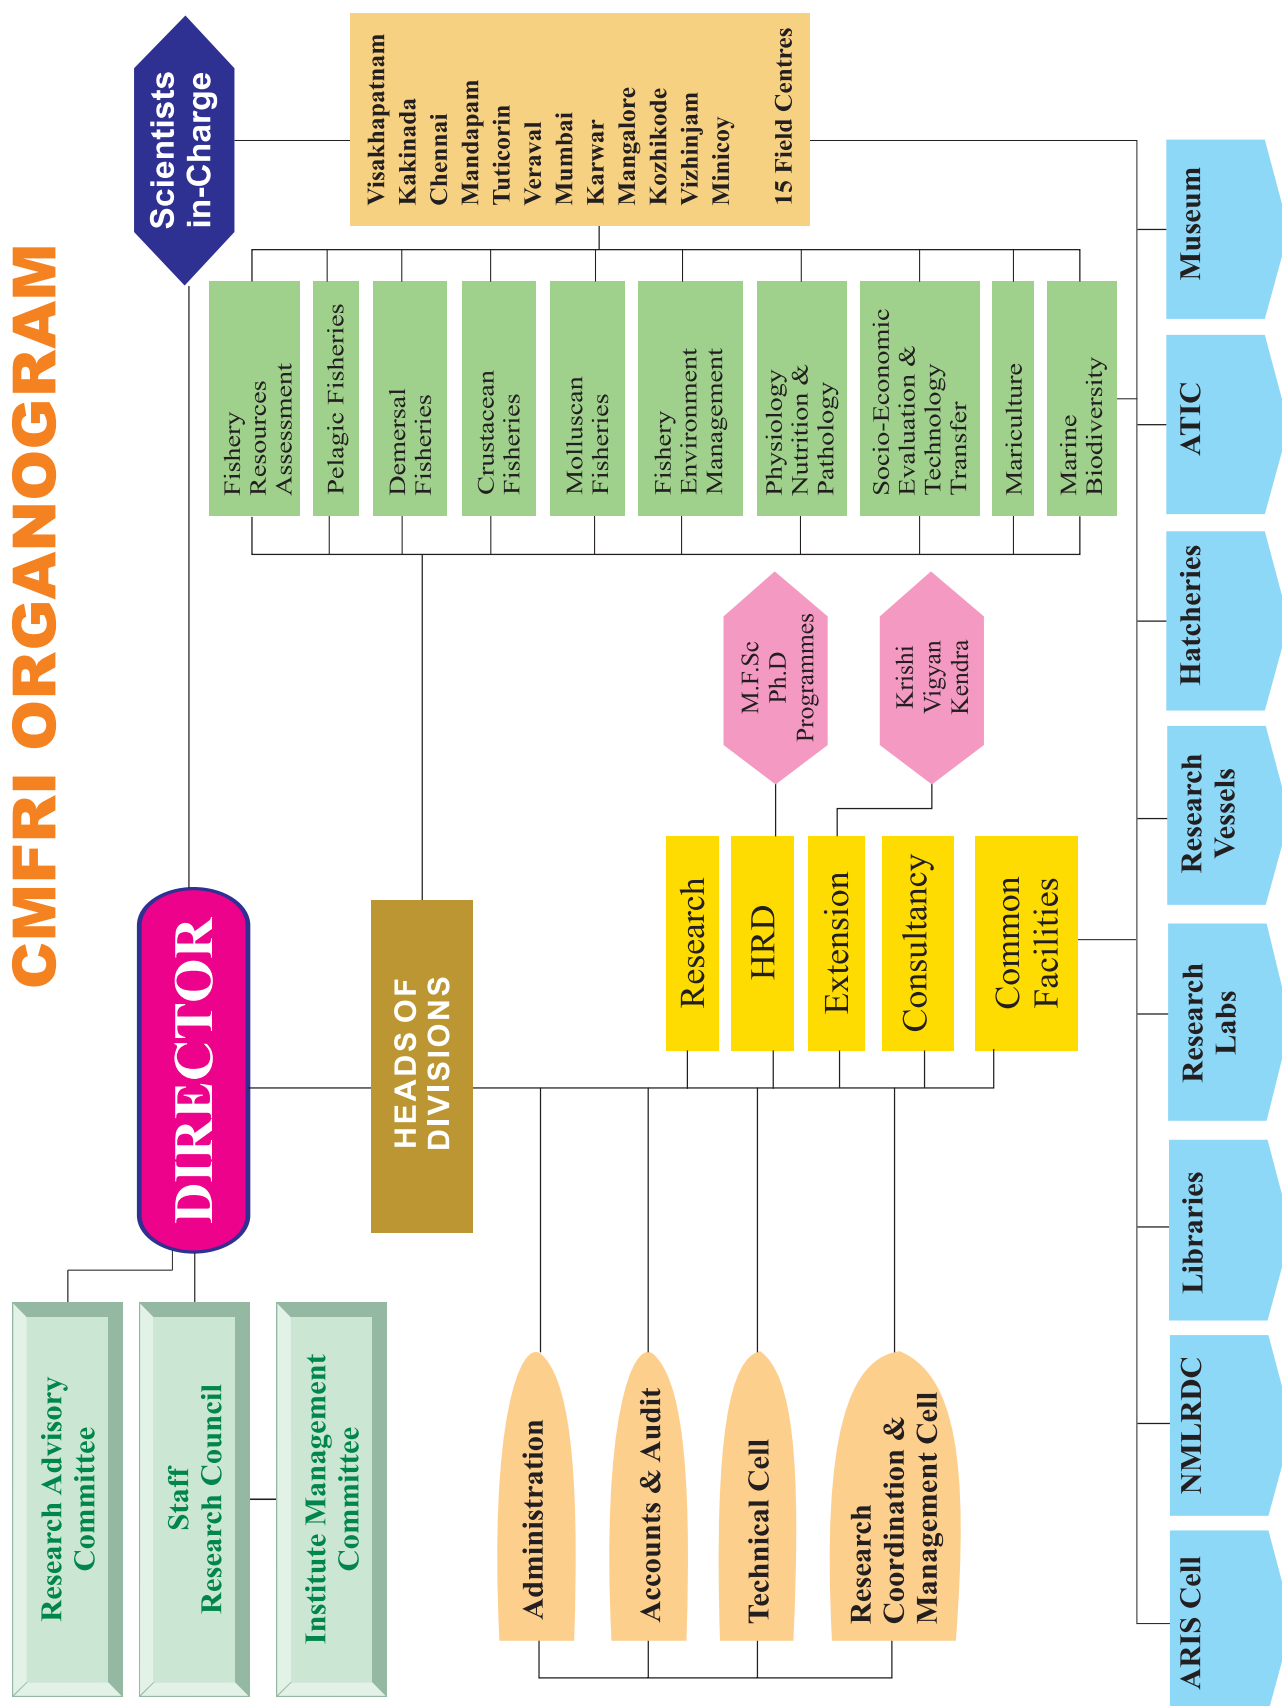 CMFRI ORGANOGRAM
Research Advisory
Committee
Staff
Research Council
Institute Management
Committee
DIRECTOR
Scientists
in-Charge
HEADS OF
DIVISIONS
Visakhapatnam
Kakinada
Chennai
Mandapam
Tuticorin
Veraval
Mumbai
Karwar
Mangalore
Kozhikode
Vizhinjam
Minicoy
15 Field Centres
Fishery
Resources
Assessment
Pelagic Fisheries
Demersal
Fisheries
Crustacean
Fisheries
Molluscan
Fisheries
Fishery
Environment
Management
Physiology
Nutrition &
Pathology
Socio-Economic
Evaluation &
Technology
Transfer
Mariculture
Marine
Biodiversity
Administration
Accounts & Audit
Technical Cell
Research
Coordination &
Management Cell
Research
HRD
Extension
Consultancy
Common
Facilities
M.F.Sc
Ph.D
Programmes
Krishi
Vigyan
Kendra
ARIS Cell
NMLRDC
Libraries
Research
Labs
Research
Vessels
Hatcheries
ATIC
Museum